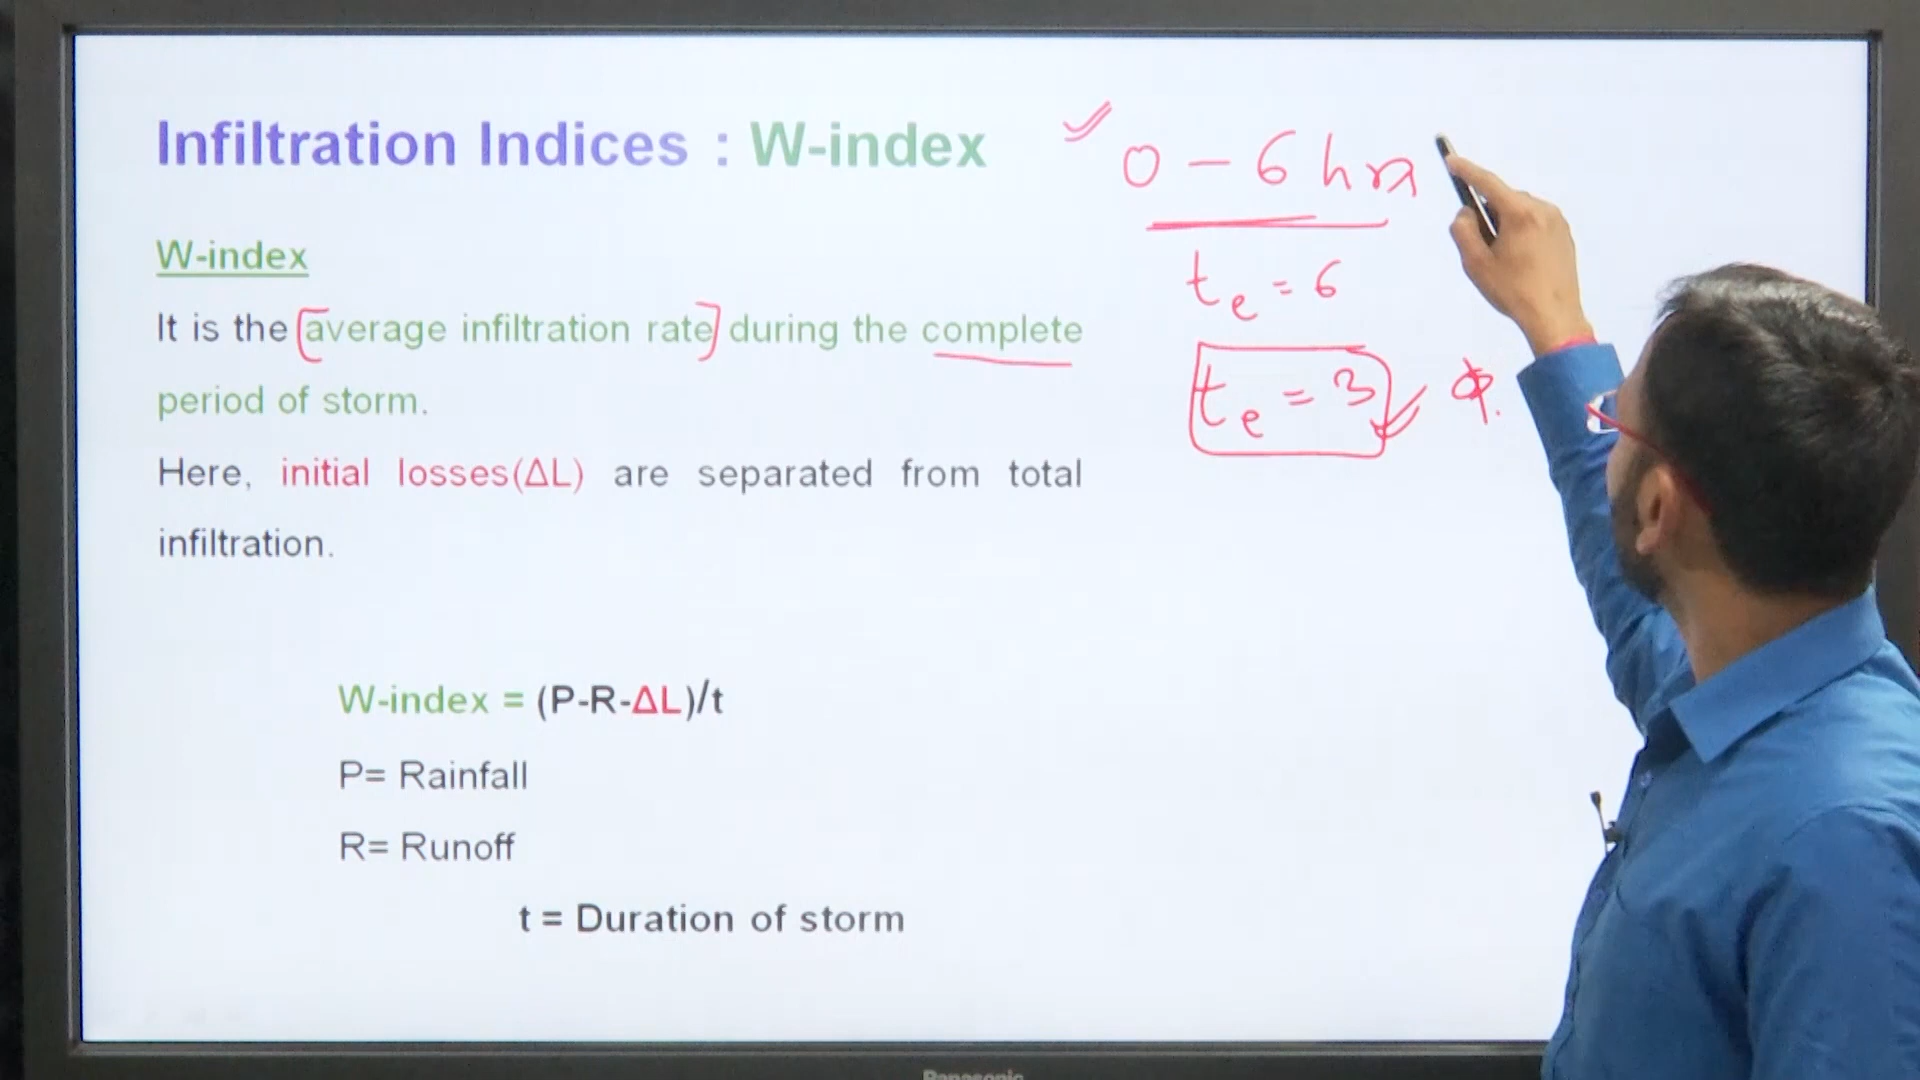 Infiltration Indices : W-index
W-index
It is the average infiltration rate during the complete
period of storm.
Here, initial losses(ΔL) are separated from total
infiltration.
W-index = (P-R-ΔL)/t
P= Rainfall
R= Runoff
t = Duration of storm
0 - 6 hrs
te = 6
te = 3
Φ.
Panasonic